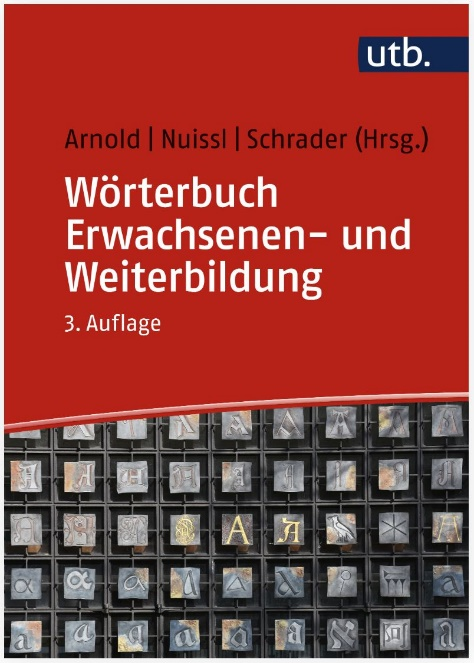 utb.
Arnold | Nuissl | Schrader (Hrsg.)
Wörterbuch
Erwachsenen- und
Weiterbildung
3. Auflage